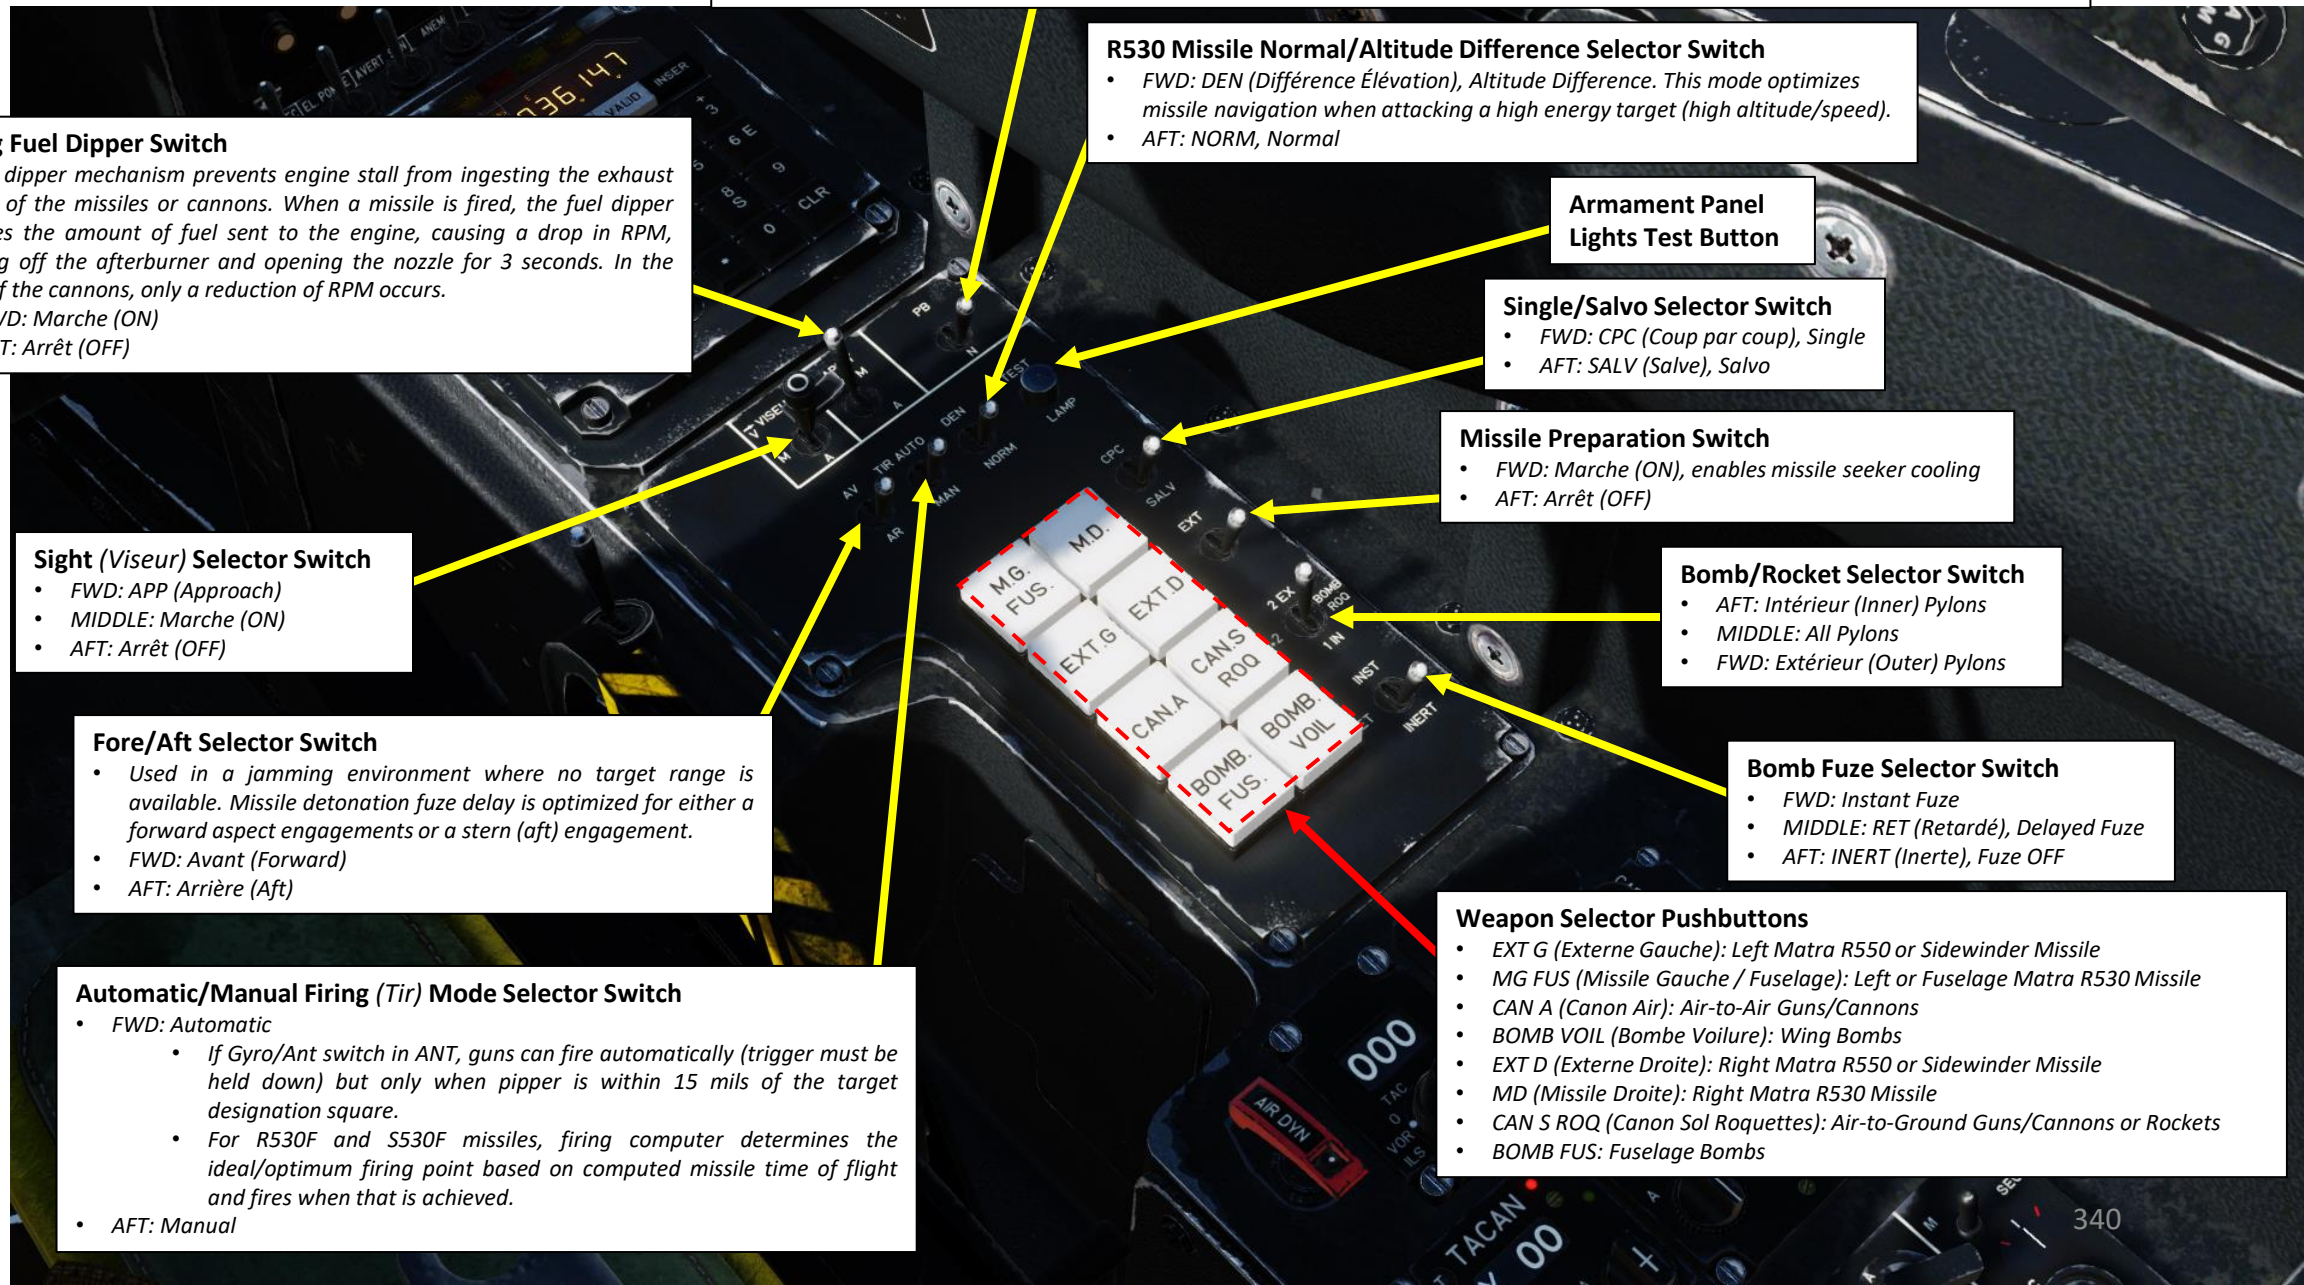 R530 Missile Normal/Altitude Difference Selector Switch
• FWD: DEN (Différence Élévation), Altitude Difference. This mode optimizes
missile navigation when attacking a high energy target (high altitude/speed).
• AFT: NORM, Normal
Fuel Dipper Switch
dipper mechanism prevents engine stall from ingesting the exhaust
of the missiles or cannons. When a missile is fired, the fuel dipper
the amount of fuel sent to the engine, causing a drop in RPM,
off the afterburner and opening the nozzle for 3 seconds. In the
of the cannons, only a reduction of RPM occurs.
Marche (ON)
Arrêt (OFF)
Armament Panel
Lights Test Button
Single/Salvo Selector Switch
• FWD: CPC (Coup par coup), Single
• AFT: SALV (Salve), Salvo
Missile Preparation Switch
• FWD: Marche (ON), enables missile seeker cooling
• AFT: Arrêt (OFF)
Sight (Viseur) Selector Switch
• FWD: APP (Approach)
• MIDDLE: Marche (ON)
• AFT: Arrêt (OFF)
Bomb/Rocket Selector Switch
• AFT: Intérieur (Inner) Pylons
• MIDDLE: All Pylons
• FWD: Extérieur (Outer) Pylons
Fore/Aft Selector Switch
• Used in a jamming environment where no target range is
available. Missile detonation fuze delay is optimized for either a
forward aspect engagements or a stern (aft) engagement.
• FWD: Avant (Forward)
• AFT: Arrière (Aft)
Bomb Fuze Selector Switch
• FWD: Instant Fuze
• MIDDLE: RET (Retardé), Delayed Fuze
• AFT: INERT (Inerte), Fuze OFF
Automatic/Manual Firing (Tir) Mode Selector Switch
• FWD: Automatic
• If Gyro/Ant switch in ANT, guns can fire automatically (trigger must be
held down) but only when pipper is within 15 mils of the target
designation square.
• For R530F and S530F missiles, firing computer determines the
ideal/optimum firing point based on computed missile time of flight
and fires when that is achieved.
• AFT: Manual
Weapon Selector Pushbuttons
• EXT G (Externe Gauche): Left Matra R550 or Sidewinder Missile
• MG FUS (Missile Gauche / Fuselage): Left or Fuselage Matra R530 Missile
• CAN A (Canon Air): Air-to-Air Guns/Cannons
• BOMB VOIL (Bombe Voilure): Wing Bombs
• EXT D (Externe Droite): Right Matra R550 or Sidewinder Missile
• MD (Missile Droite): Right Matra R530 Missile
• CAN S ROQ (Canon Sol Roquettes): Air-to-Ground Guns/Cannons or Rockets
• BOMB FUS: Fuselage Bombs
340
VALID
INSER
+3
6 E
9
8
S
0
CLR
PB
N
M
A
TEST
LAMP
DEN
NORM
TIR AUTO
MAN
AV
AR
M
A
CPC
SALV
EXT
2 EX
BOMB
ROQ
1 IN
INST
INERT
M.D.
M.G.
FUS.
EXT.D
EXT.G
CAN.S
ROQ
CAN.A
BOMB.
VOIL
BOMB.
FUS.
000
TAC
0
VOR
ILS
AIR DYN
TACAN
00
A
M